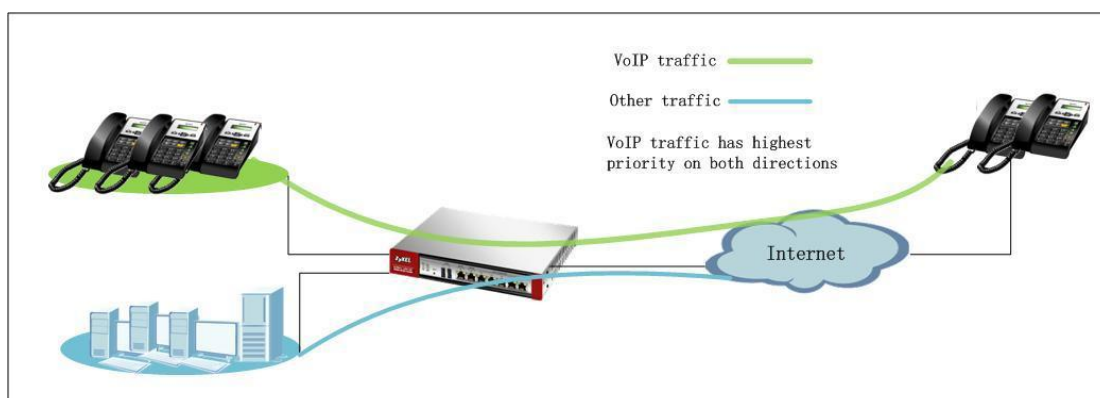 VoIP traffic
Other traffic
VoIP traffic has highest
priority on both directions
Internet
ZyXEL